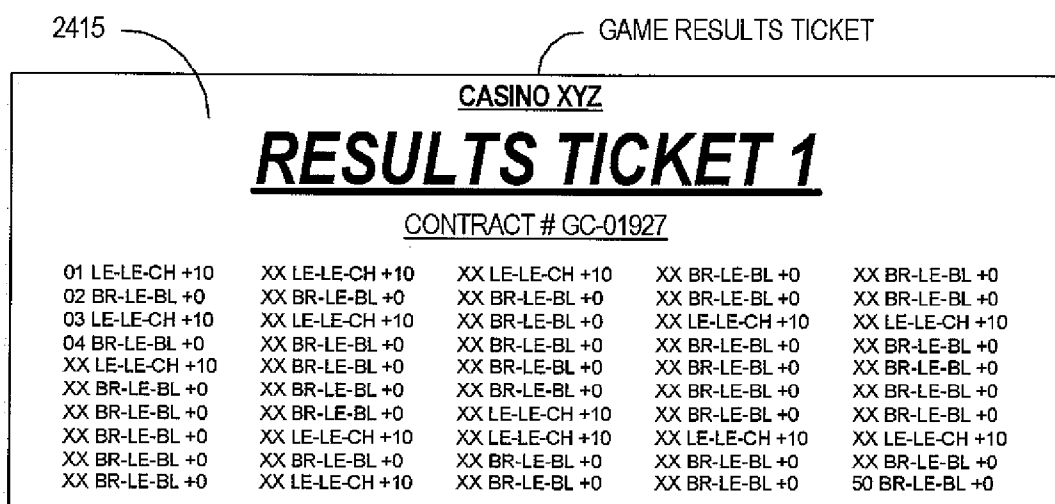 2415
GAME RESULTS TICKET
CASINO XYZ
RESULTS TICKET 1
CONTRACT # GC-01927
01 LE-LE-CH +10 XX LE-LE-CH +10 XX LE-LE-CH +10 XX BR-LE-BL +0 XX BR-LE-BL +0
02 BR-LE-BL +0 XX BR-LE-BL +0 XX BR-LE-BL +0 XX BR-LE-BL +0 XX BR-LE-BL +0
03 LE-LE-CH +10 XX LE-LE-CH +10 XX BR-LE-BL +0 XX LE-LE-CH +10 XX LE-LE-CH +10
04 BR-LE-BL +0 XX BR-LE-BL +0 XX BR-LE-BL +0 XX BR-LE-BL +0 XX BR-LE-BL +0
XX LE-LE-CH +10 XX BR-LE-BL +0 XX BR-LE-BL +0 XX BR-LE-BL +0 XX BR-LE-BL +0
XX BR-LE-BL +0 XX BR-LE-BL +0 XX BR-LE-BL +0 XX BR-LE-BL +0 XX BR-LE-BL +0
XX BR-LE-BL +0 XX BR-LE-BL +0 XX LE-LE-CH +10 XX BR-LE-BL +0 XX BR-LE-BL +0
XX BR-LE-BL +0 XX LE-LE-CH +10 XX LE-LE-CH +10 XX LE-LE-CH +10 XX LE-LE-CH +10
XX BR-LE-BL +0 XX BR-LE-BL +0 XX BR-LE-BL +0 XX BR-LE-BL +0 XX BR-LE-BL +0
XX BR-LE-BL +0 XX LE-LE-CH +10 XX BR-LE-BL +0 XX BR-LE-BL +0 50 BR-LE-BL +0